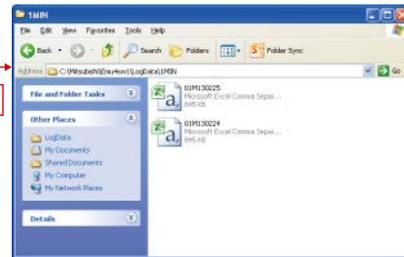 1MIN
File Edit View Favorites Tools Help
Back Search Folders Folder Sync
Address C:\Mitsubishi\Emu4sw1\LogData\1MIN Go
File and Folder Tasks
Other Places
LogData
My Documents
Shared Documents
My Computer
My Network Places
Details
01M130225
Microsoft Excel Comma Separ...
845 KB
01M130224
Microsoft Excel Comma Separ...
845 KB